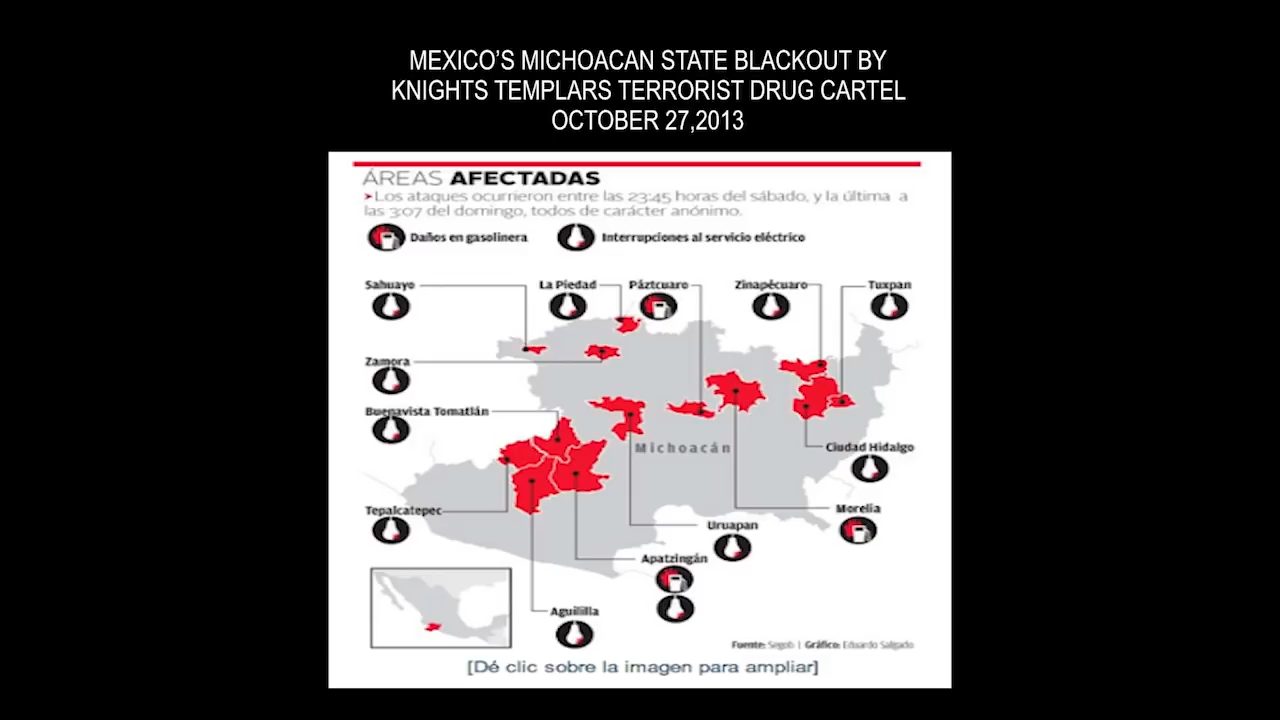 MEXICO'S MICHOACAN STATE BLACKOUT BY
KNIGHTS TEMPLARS TERRORIST DRUG CARTEL
OCTOBER 27,2013
ÁREAS AFECTADAS
➤Los ataques ocurrieron entre las 23:45 horas del sábado, y la última a
las 3:07 del domingo, todos de carácter anónimo.
Daños en gasolinera
Interrupciones al servicio eléctrico
Sahuayo
La Piedad
Páztcuaro
Zinapécuaro
Tuxpan
Zamora
Buenavista Tomatlán
Michoacán
Ciudad Hidalgo
Tepalcatepec
Morelia
Uruapan
Apatzingán
Aguililla
Fuente: Segob | Gráfico: Eduardo Salgado
[Dé clic sobre la imagen para ampliar]